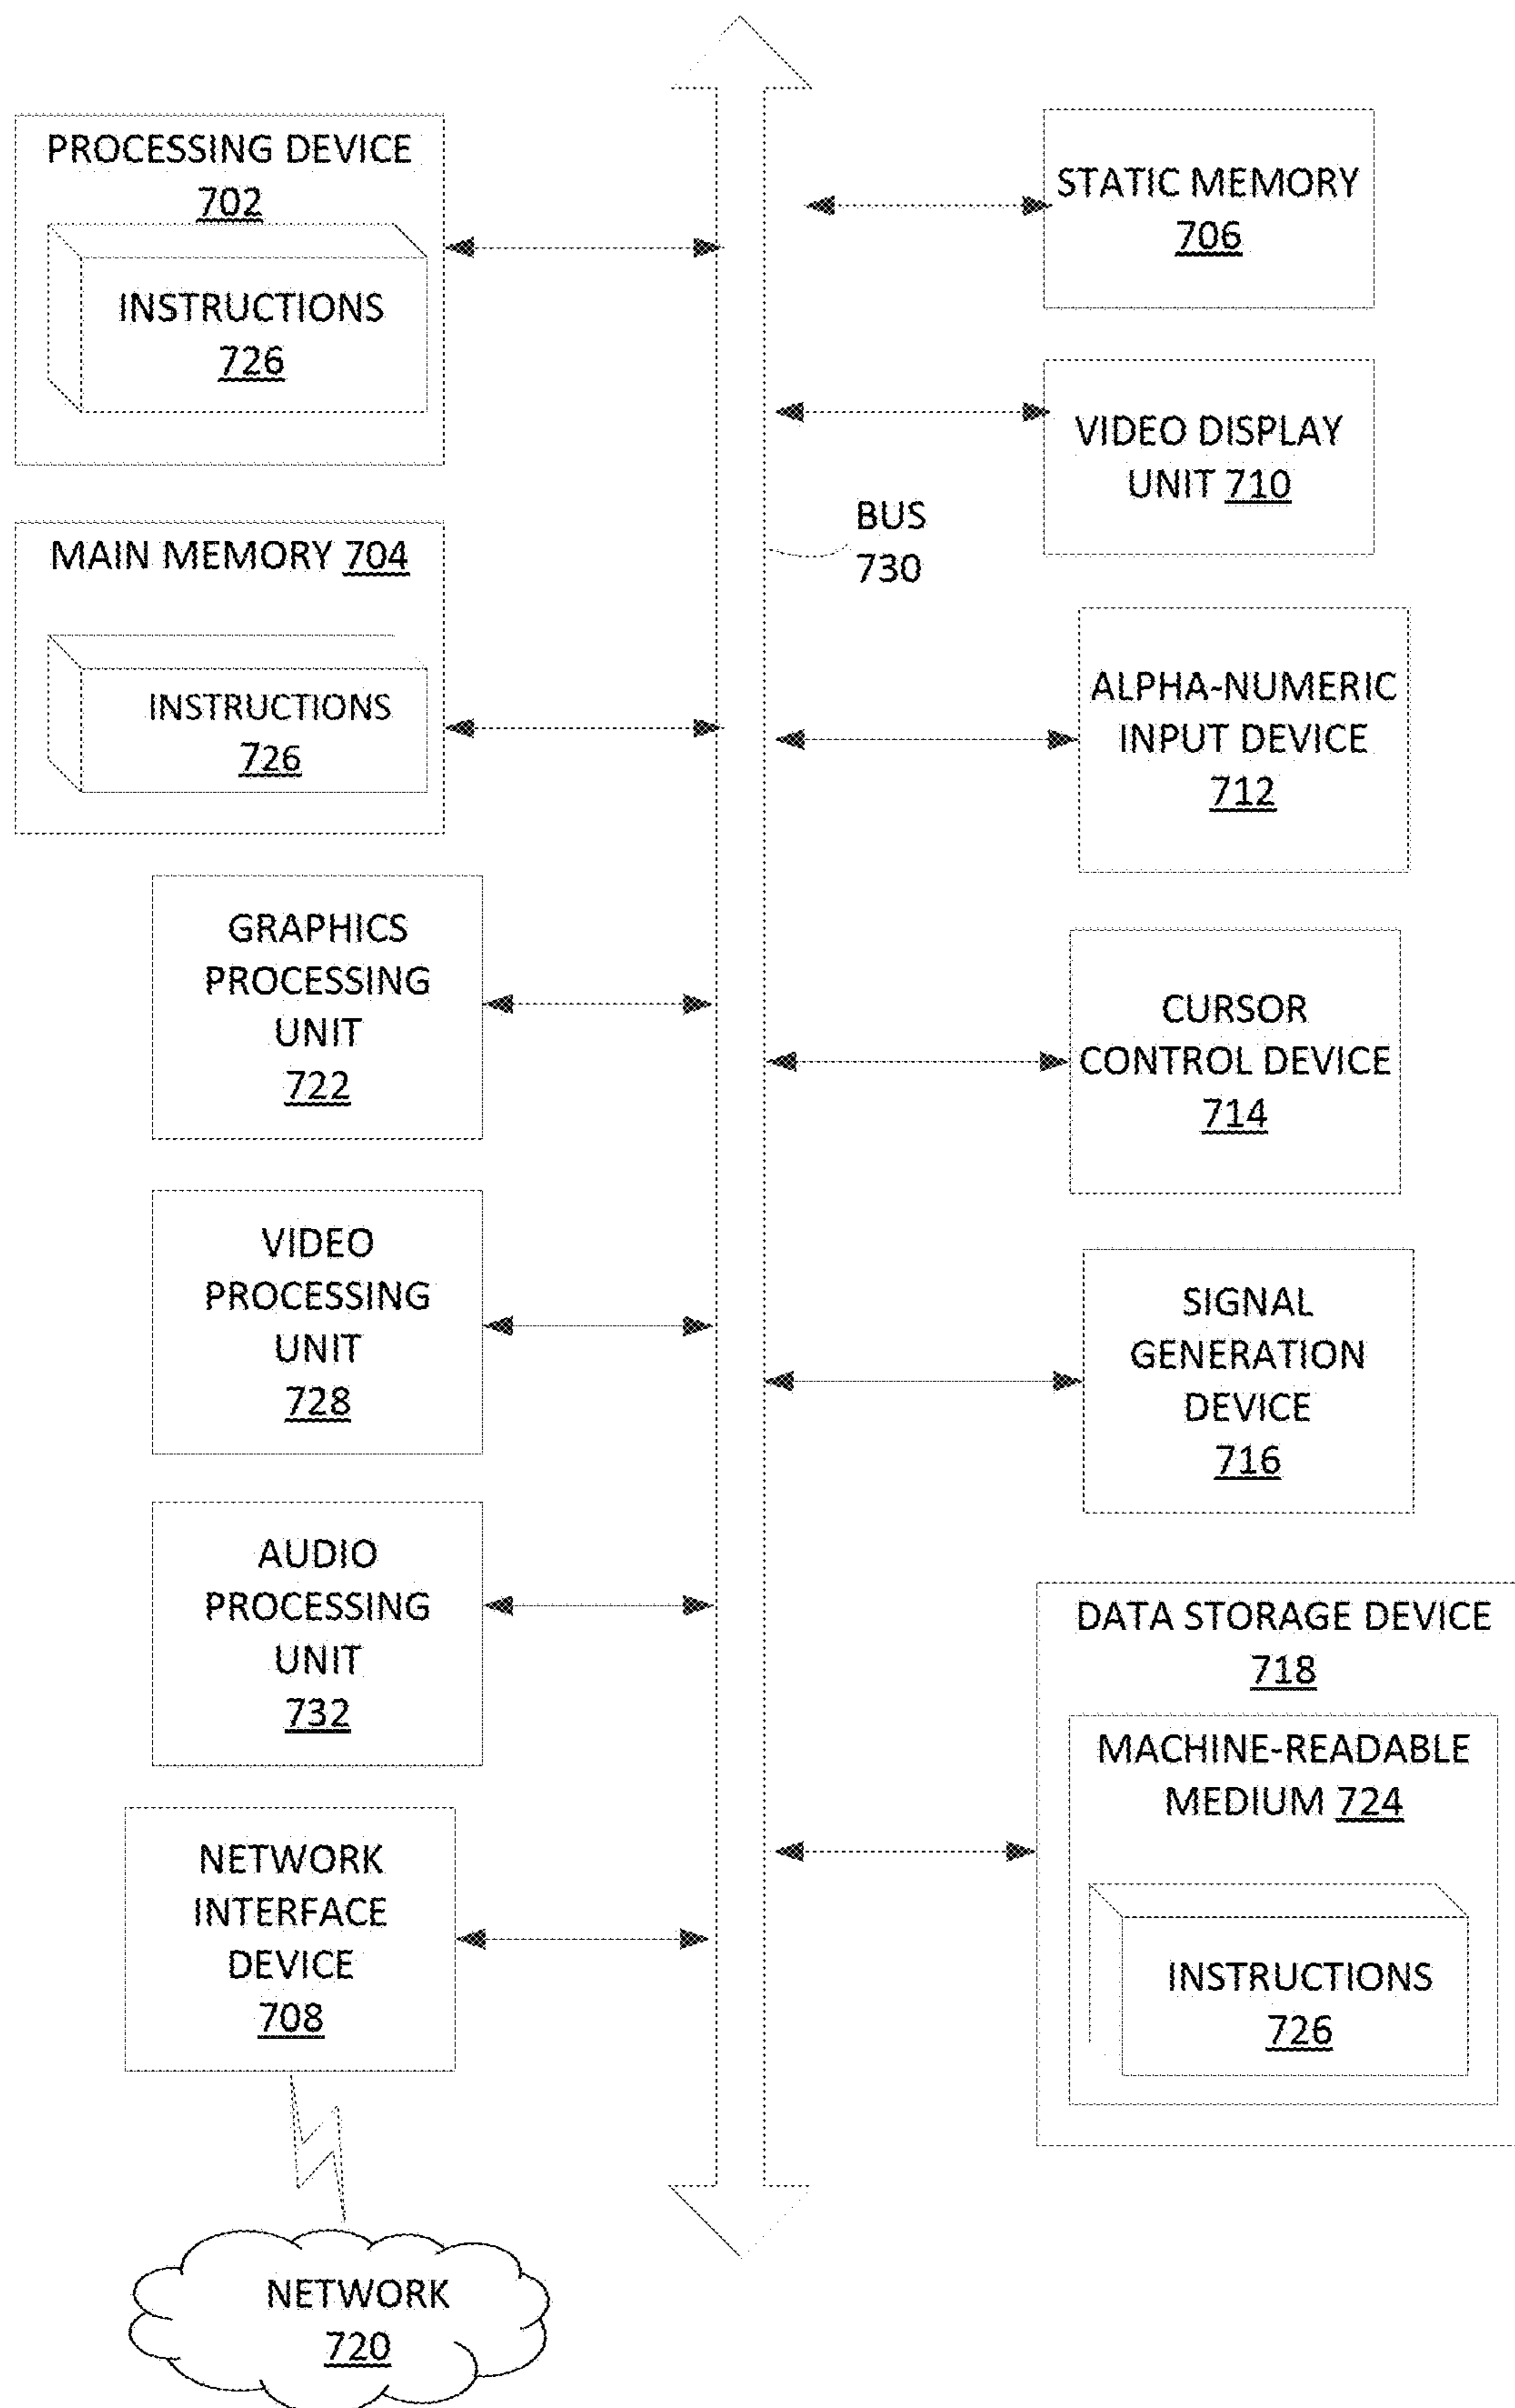 PROCESSING DEVICE
702
INSTRUCTIONS
726
MAIN MEMORY 704
INSTRUCTIONS
726
GRAPHICS
PROCESSING
UNIT
722
VIDEO
PROCESSING
UNIT
728
AUDIO
PROCESSING
UNIT
732
NETWORK
INTERFACE
DEVICE
708
NETWORK
720
BUS
730
STATIC MEMORY
706
VIDEO DISPLAY
UNIT 710
ALPHA-NUMERIC
INPUT DEVICE
712
CURSOR
CONTROL DEVICE
714
SIGNAL
GENERATION
DEVICE
716
DATA STORAGE DEVICE
718
MACHINE-READABLE
MEDIUM 724
INSTRUCTIONS
726